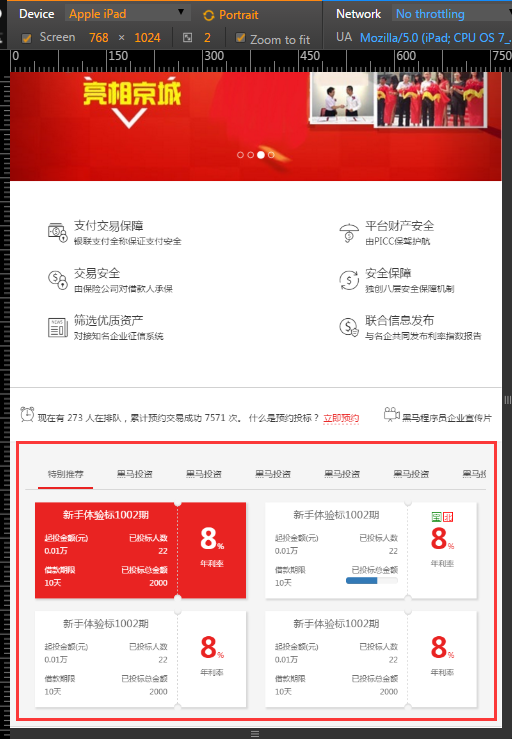 Device Apple iPad Portrait Network No throttling
Screen 768 × 1024 2 Zoom to fit UA Mozilla/5.0 (iPad; CPU OS 7_
0 150 300 450 600 750
亮相京城
支付交易保障 平台财产安全
银联支付全称保证支付安全 由PICC保驾护航
交易安全 安全保障
由保险公司对借款人承保 独创八层安全保障机制
筛选优质资产 联合信息发布
对接知名企业征信系统 与名企共同发布利率指数报告
现在有 273 人在排队，累计预约交易成功 7571 次。 什么是预约投标？ 立即预约 黑马程序员企业宣传片
特别推荐 黑马投资 黑马投资 黑马投资 黑马投资 黑马投资 黑马投
新手体验标1002期
起投金额(元) 已投标人数
0.01万 22
借款期限 已投标总金额
10天 2000
8%
年利率
新手体验标1002期
起投金额(元) 已投标人数
0.01万 22
借款期限 已投标总金额
10天
8%
年利率
新手体验标1002期
起投金额(元) 已投标人数
0.01万 22
借款期限 已投标总金额
10天 2000
8%
年利率
新手体验标1002期
起投金额(元) 已投标人数
0.01万 22
借款期限 已投标总金额
10天 2000
8%
年利率